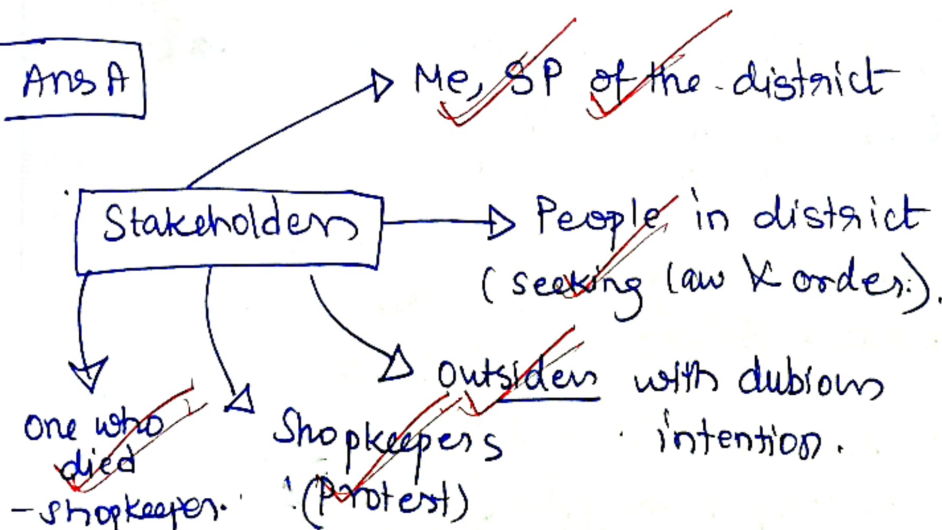 Ans A
Me, SP of the district
Stakeholders
People in district
(seeking law & order).
outsiders with dubious
intention.
one who
died
- shopkeeper.
Shopkeepers
(Protest)